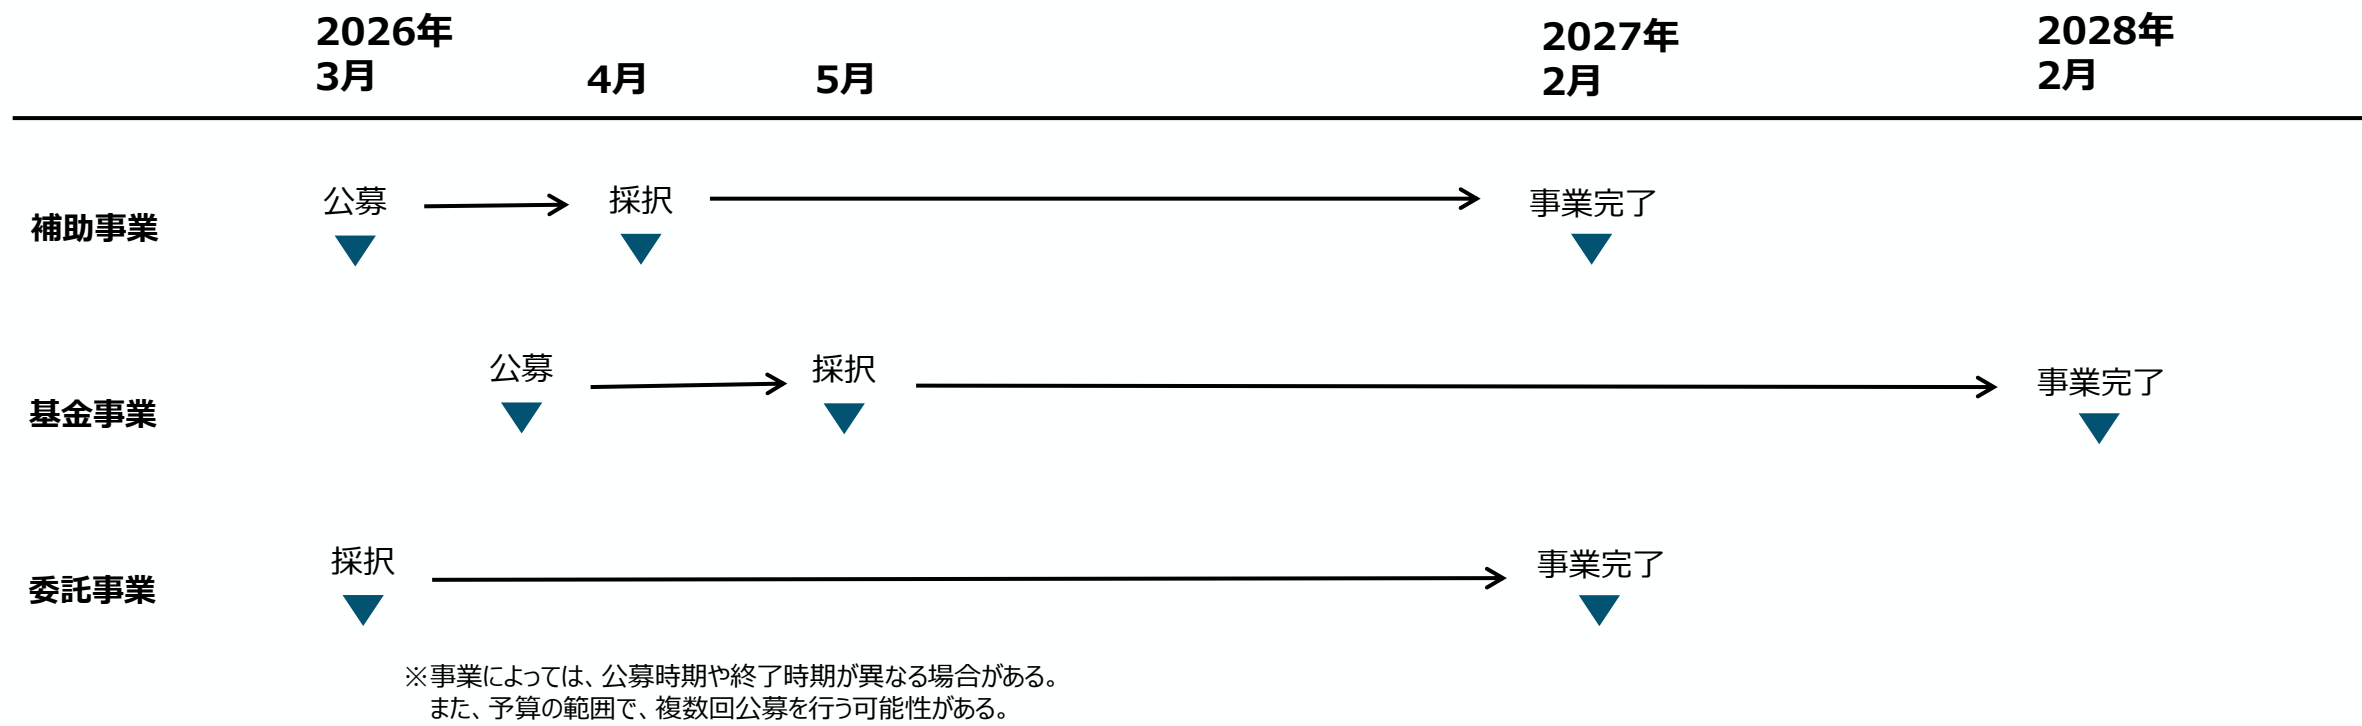 2026年
3月
4月
5月
2027年
2月
2028年
2月
補助事業
公募
採択
事業完了
基金事業
公募
採択
事業完了
委託事業
採択
事業完了
※事業によっては、公募時期や終了時期が異なる場合がある。
また、予算の範囲で、複数回公募を行う可能性がある。